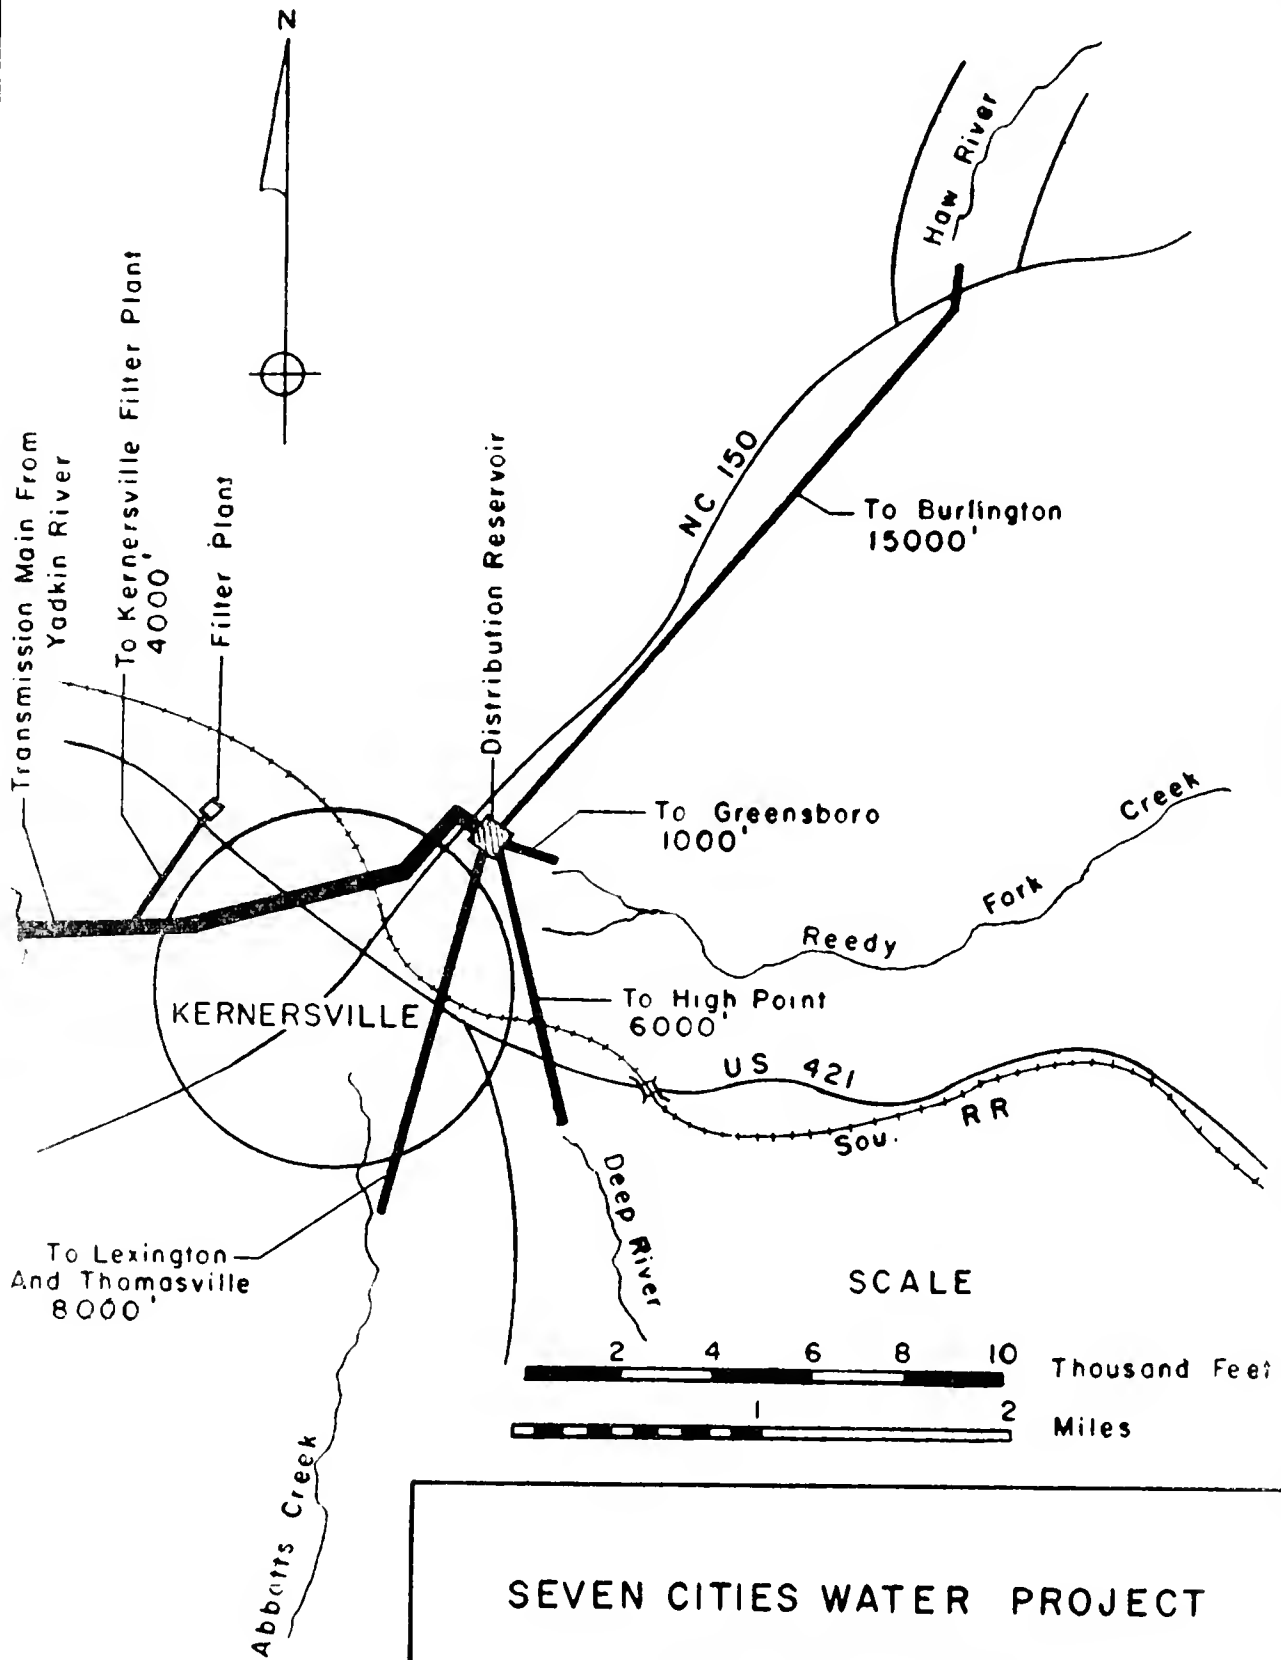 N
Haw River
Transmission Main From
Yadkin River
To Kernersville Filter Plant
4000'
Filter Plant
Distribution Reservoir
NC 150
To Burlington
15000'
To Greensboro
1000'
Reedy Fork Creek
KERNERSVILLE
To High Point
6000'
US 421
Sou. RR
Deep River
To Lexington
And Thomasville
8000'
Abbotts Creek
SCALE
2 4 6 8 10
Thousand Feet
1 2
Miles
SEVEN CITIES WATER PROJECT